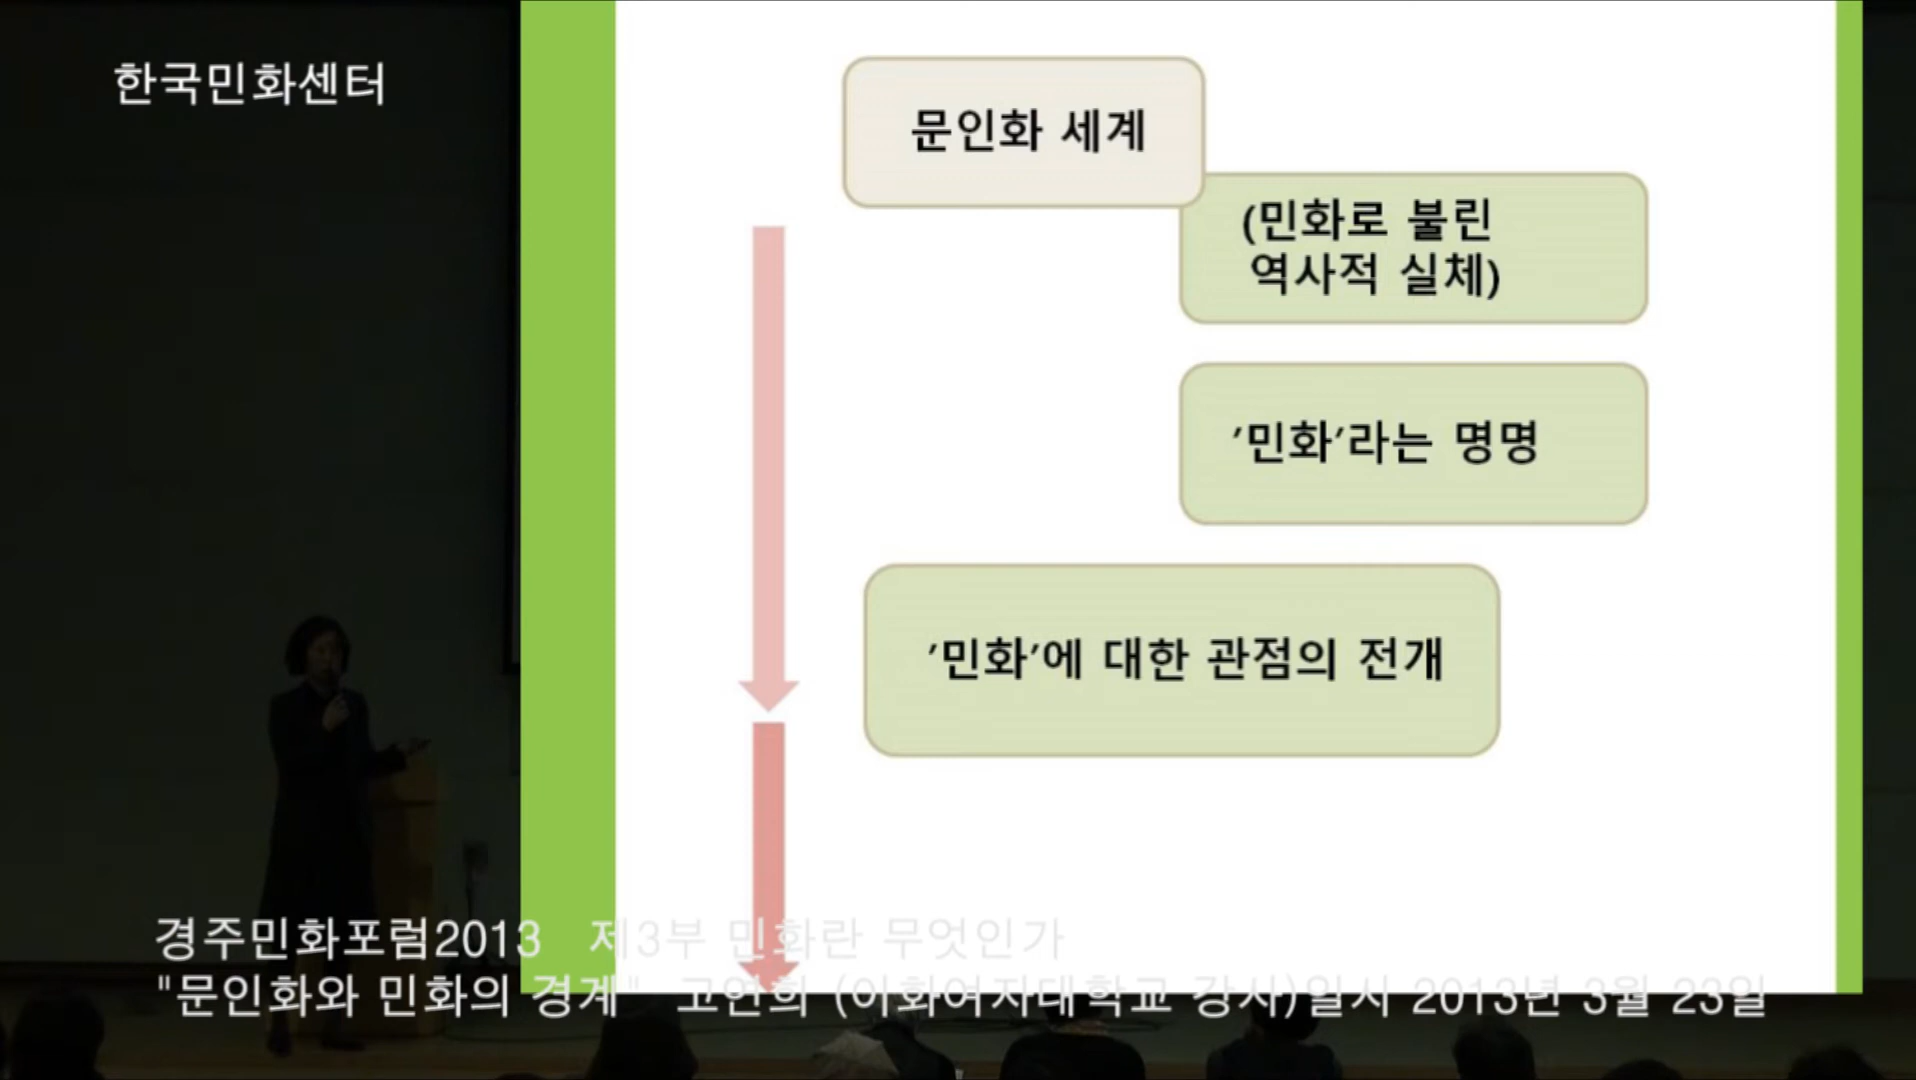 한국민화센터
문인화 세계
(민화로 불린
역사적 실체)
'민화'라는 명명
'민화'에 대한 관점의 전개
경주민화포럼2013 제3부 민화란 무엇인가
"문인화와 민화의 경계" 고연희 (이화여자대학교 강사)일시 2013년 3월 23일